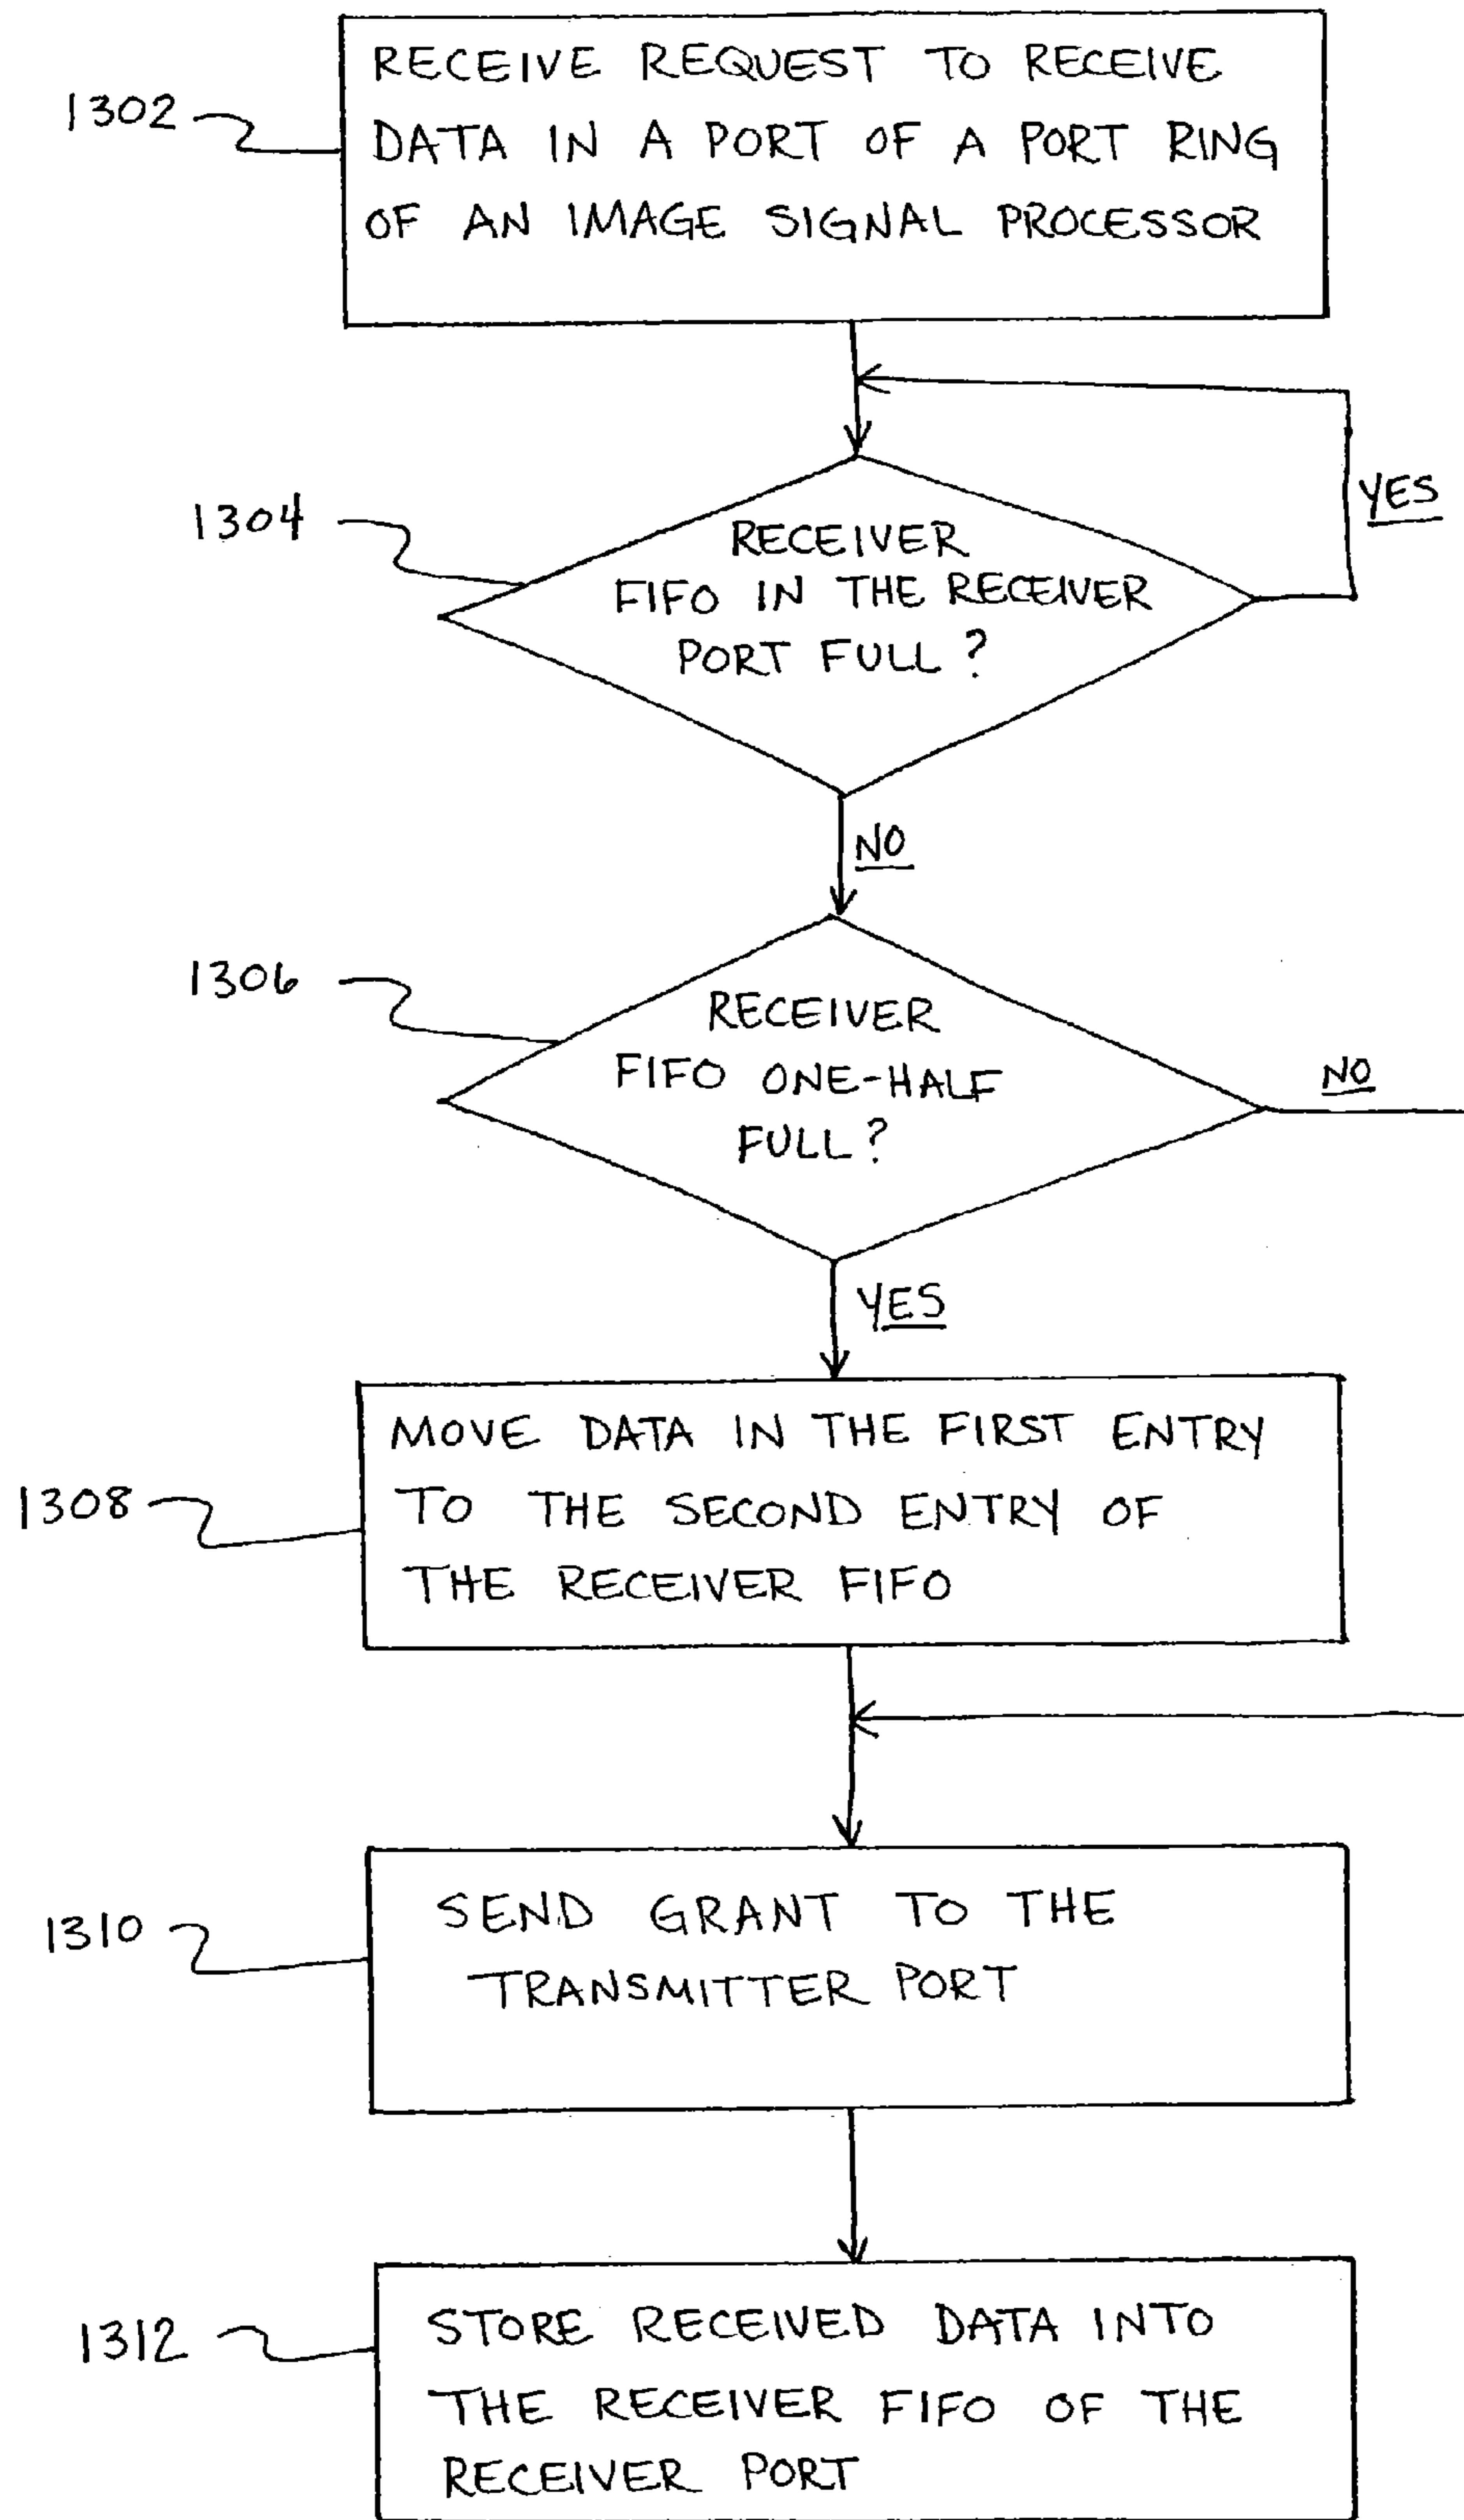 RECEIVE REQUEST TO RECEIVE
1302
DATA IN A PORT OF A PORT RING
OF AN IMAGE SIGNAL PROCESSOR
YES
1304
RECEIVER
FIFO IN THE RECEIVER
PORT FULL?
NO
1306
RECEIVER
FIFO ONE-HALF
FULL?
NO
YES
MOVE DATA IN THE FIRST ENTRY
1308
TO THE SECOND ENTRY OF
THE RECEIVER FIFO
SEND GRANT TO THE
1310
TRANSMITTER PORT
STORE RECEIVED DATA INTO
1312
THE RECEIVER FIFO OF THE
RECEIVER PORT